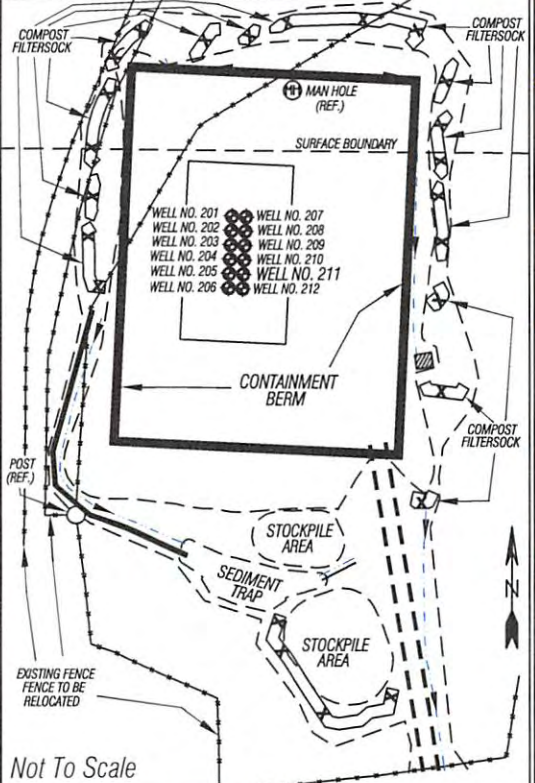 COMPOST
FILTERSOCK
COMPOST
FILTERSOCK
MH MAN HOLE
(REF.)
SURFACE BOUNDARY
WELL NO. 201 WELL NO. 207
WELL NO. 202 WELL NO. 208
WELL NO. 203 WELL NO. 209
WELL NO. 204 WELL NO. 210
WELL NO. 205 WELL NO. 211
WELL NO. 206 WELL NO. 212
CONTAINMENT
BERM
COMPOST
FILTERSOCK
POST
(REF.)
STOCKPILE
AREA
SEDIMENT
TRAP
N
STOCKPILE
AREA
EXISTING FENCE
FENCE TO BE
RELOCATED
Not To Scale